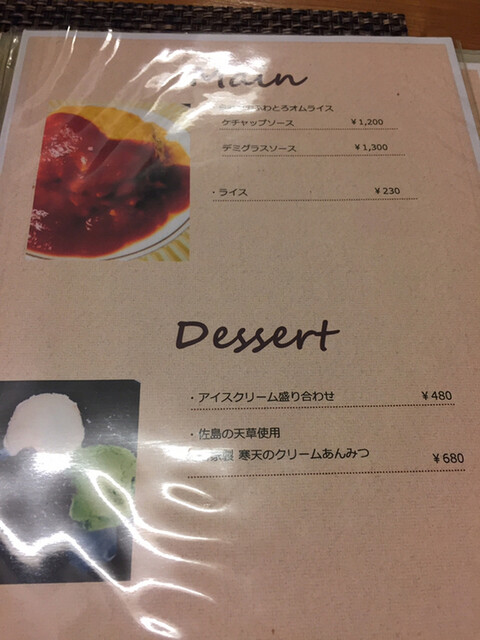 Main
ふわとろオムライス
ケチャップソース ¥1,200
デミグラスソース ¥1,300
・ライス ¥230
Dessert
・アイスクリーム盛り合わせ ¥480
・佐島の天草使用
寒天のクリームあんみつ ¥680